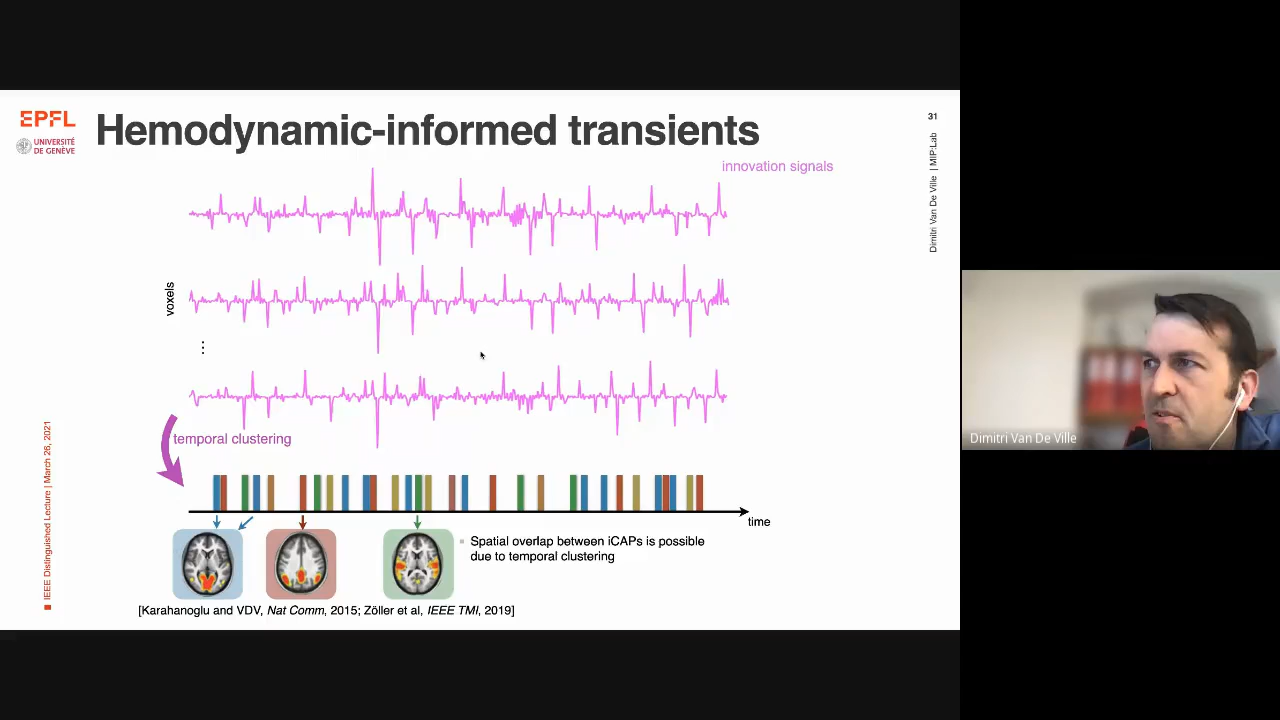 EPFL
UNIVERSITÉ
DE GENÈVE
Hemodynamic-informed transients
31
Dimitri Van De Ville | MIP:Lab
innovation signals
voxels
⋮
temporal clustering
time
Spatial overlap between iCAPs is possible
due to temporal clustering
[Karahanoglu and VDV, Nat Comm, 2015; Zöller et al, IEEE TMI, 2019]
■ IEEE Distinguished Lecture | March 26, 2021
Dimitri Van De Ville